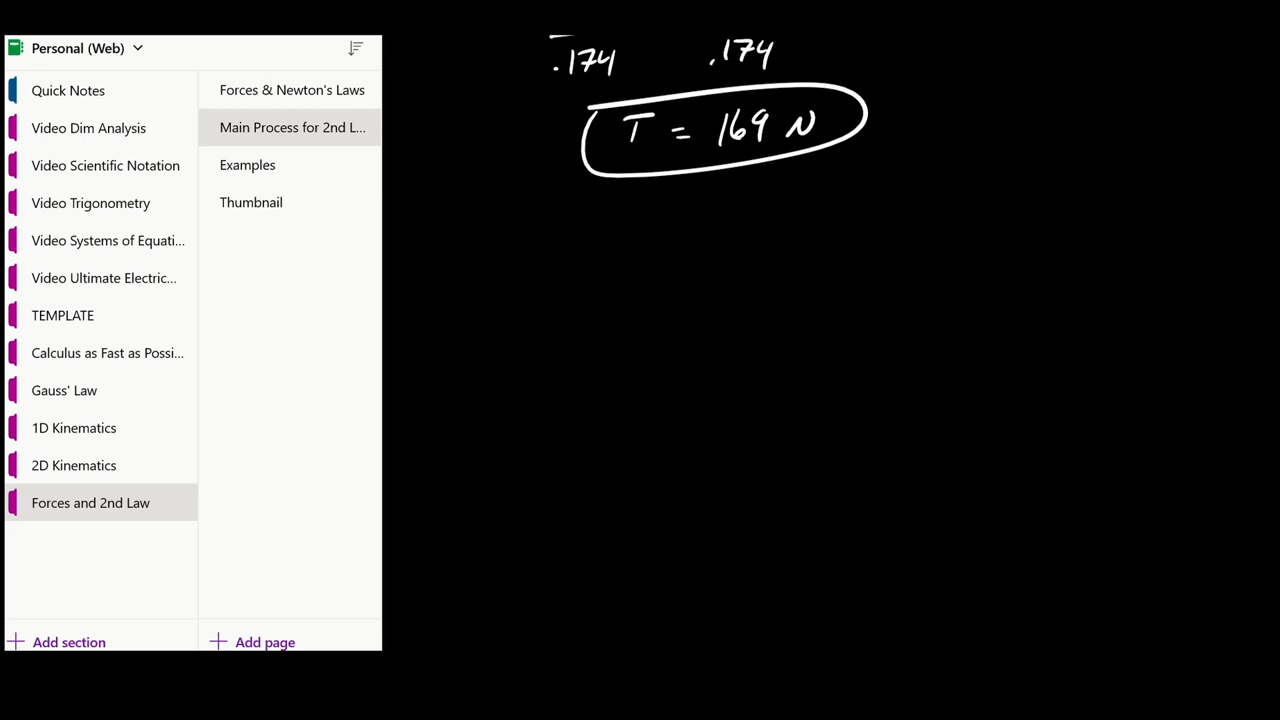 Personal (Web)
Quick Notes
Video Dim Analysis
Video Scientific Notation
Video Trigonometry
Video Systems of Equati...
Video Ultimate Electric...
TEMPLATE
Calculus as Fast as Possi...
Gauss' Law
1D Kinematics
2D Kinematics
Forces and 2nd Law
Add section
Forces & Newton's Laws
Main Process for 2nd L...
Examples
Thumbnail
Add page
.174 .174
T = 169 N